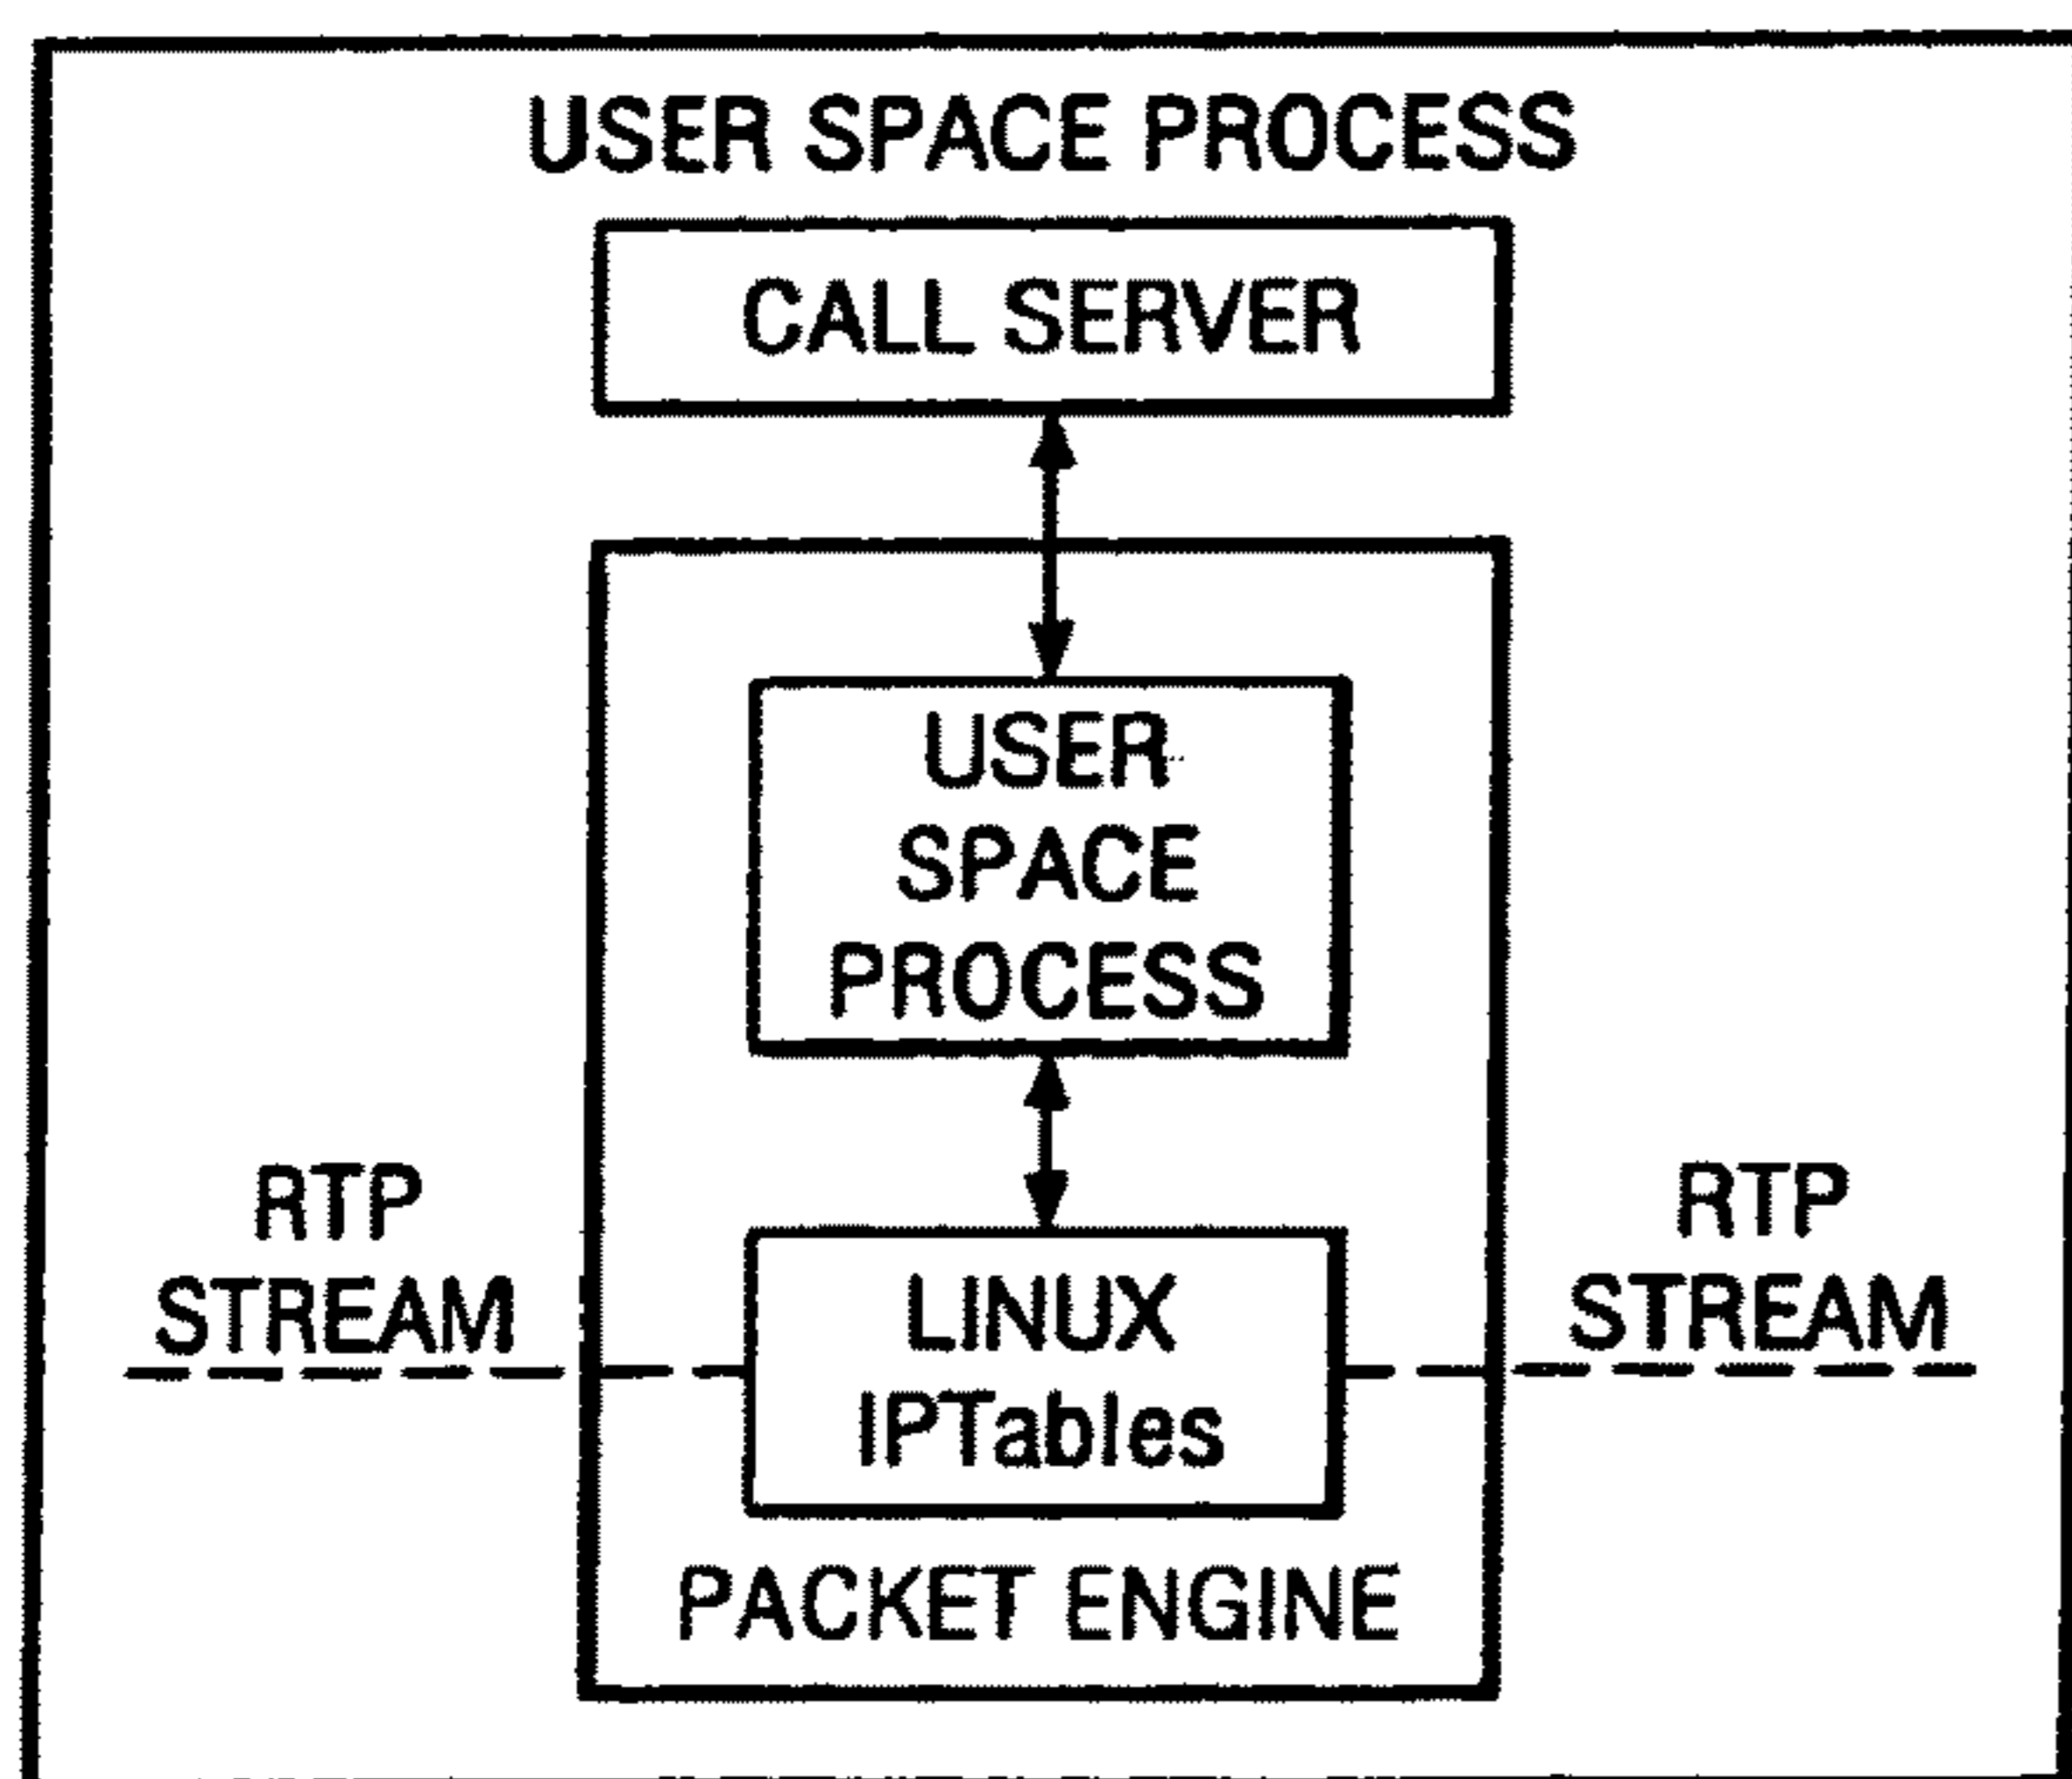 USER SPACE PROCESS
CALL SERVER
USER
SPACE
PROCESS
RTP
STREAM
LINUX
IPTables
RTP
STREAM
PACKET ENGINE